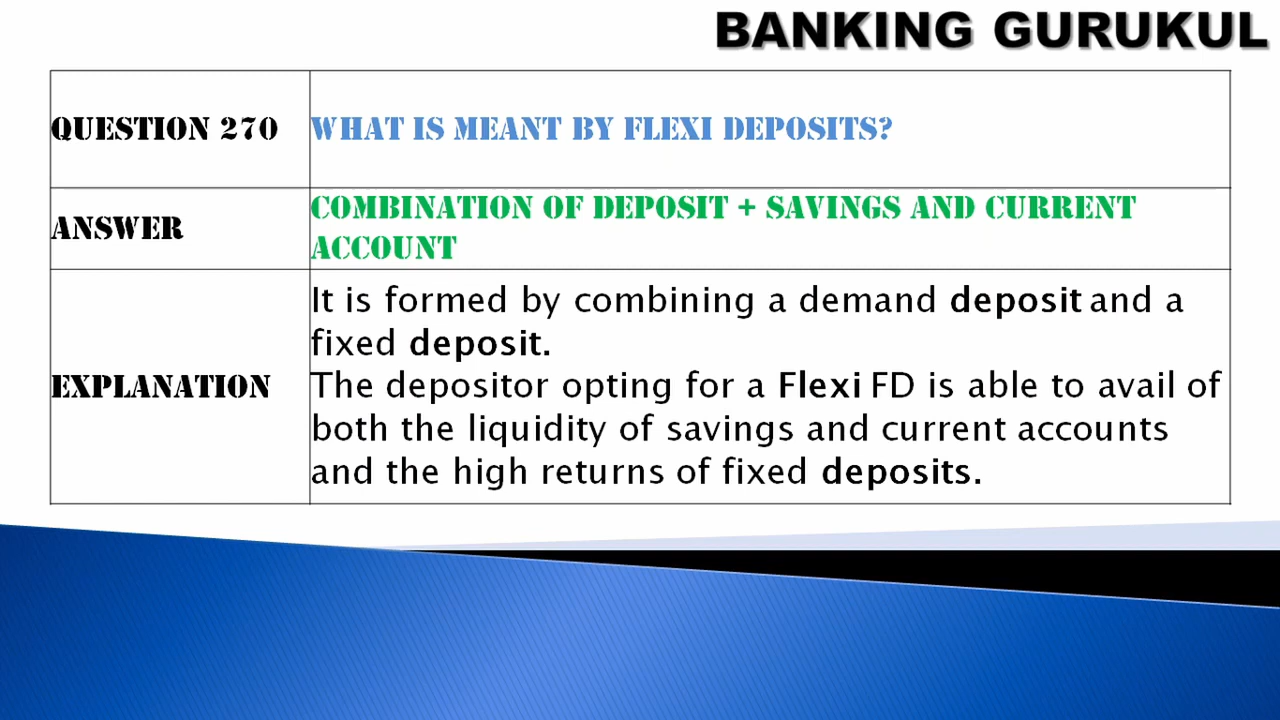 BANKING GURUKUL
QUESTION 270
WHAT IS MEANT BY FLEXI DEPOSITS?
ANSWER
COMBINATION OF DEPOSIT + SAVINGS AND CURRENT
ACCOUNT
EXPLANATION
It is formed by combining a demand deposit and a
fixed deposit.
The depositor opting for a Flexi FD is able to avail of
both the liquidity of savings and current accounts
and the high returns of fixed deposits.